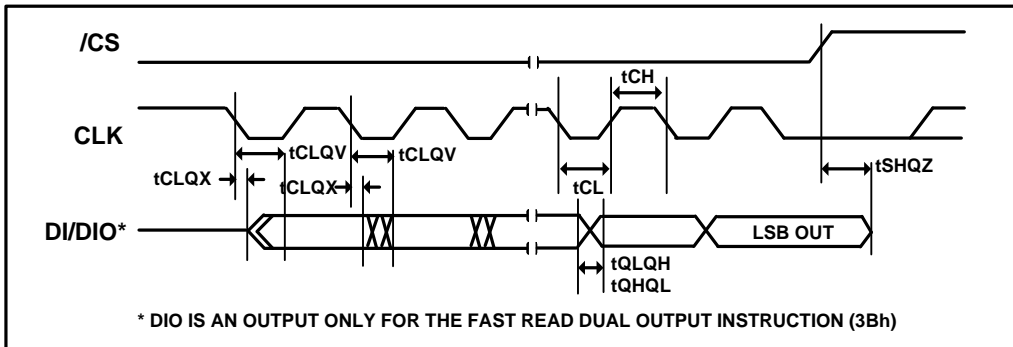 /CS
tCH
CLK
tCLQV
tCLQV
tSHQZ
tCLQX
tCLQX
tCL
DI/DIO*
LSB OUT
tQLQH
tQHQL
* DIO IS AN OUTPUT ONLY FOR THE FAST READ DUAL OUTPUT INSTRUCTION (3Bh)